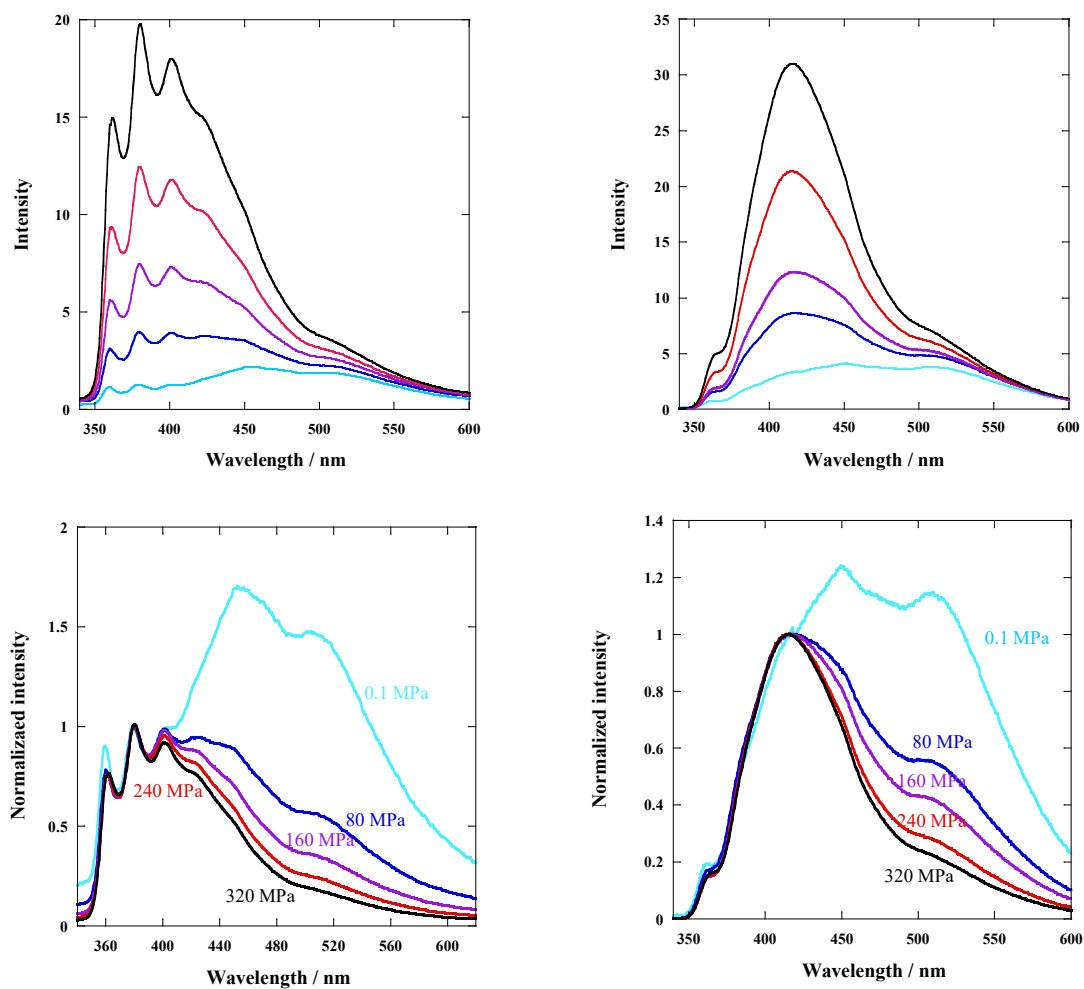 20
15
10
5
0
350
400
450
500
550
600
Intensity
Wavelength / nm
35
30
25
20
15
10
5
0
350
400
450
500
550
600
Intensity
Wavelength / nm
2
1.5
1
0.5
0
360
400
440
480
520
560
600
Normalizaed intensity
Wavelength / nm
0.1 MPa
240 MPa
80 MPa
160 MPa
320 MPa
1.4
1.2
1
0.8
0.6
0.4
0.2
0
350
400
450
500
550
600
Normalized intensity
Wavelength / nm
0.1 MPa
80 MPa
160 MPa
240 MPa
320 MPa